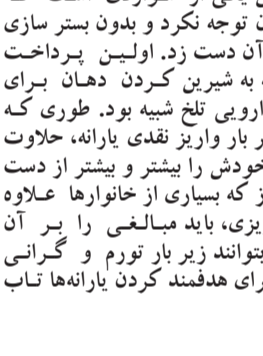 ن توجه نکرد و بدون بستر سازی
آن دست زد. اولین پرداخت
به شیرین کردن دهان برای
ارویی تلخ شبیه بود. طوری که
ر بار واریز نقدی یارانه، حلاوت
خودش را بیشتر و بیشتر از دست
ز که بسیاری از خانوارها علاوه
یزی، باید مبالغی را بر آن
بتوانند زیر بار تورم و گرانی
رای هدفمند کردن یارانه‌ها تاب